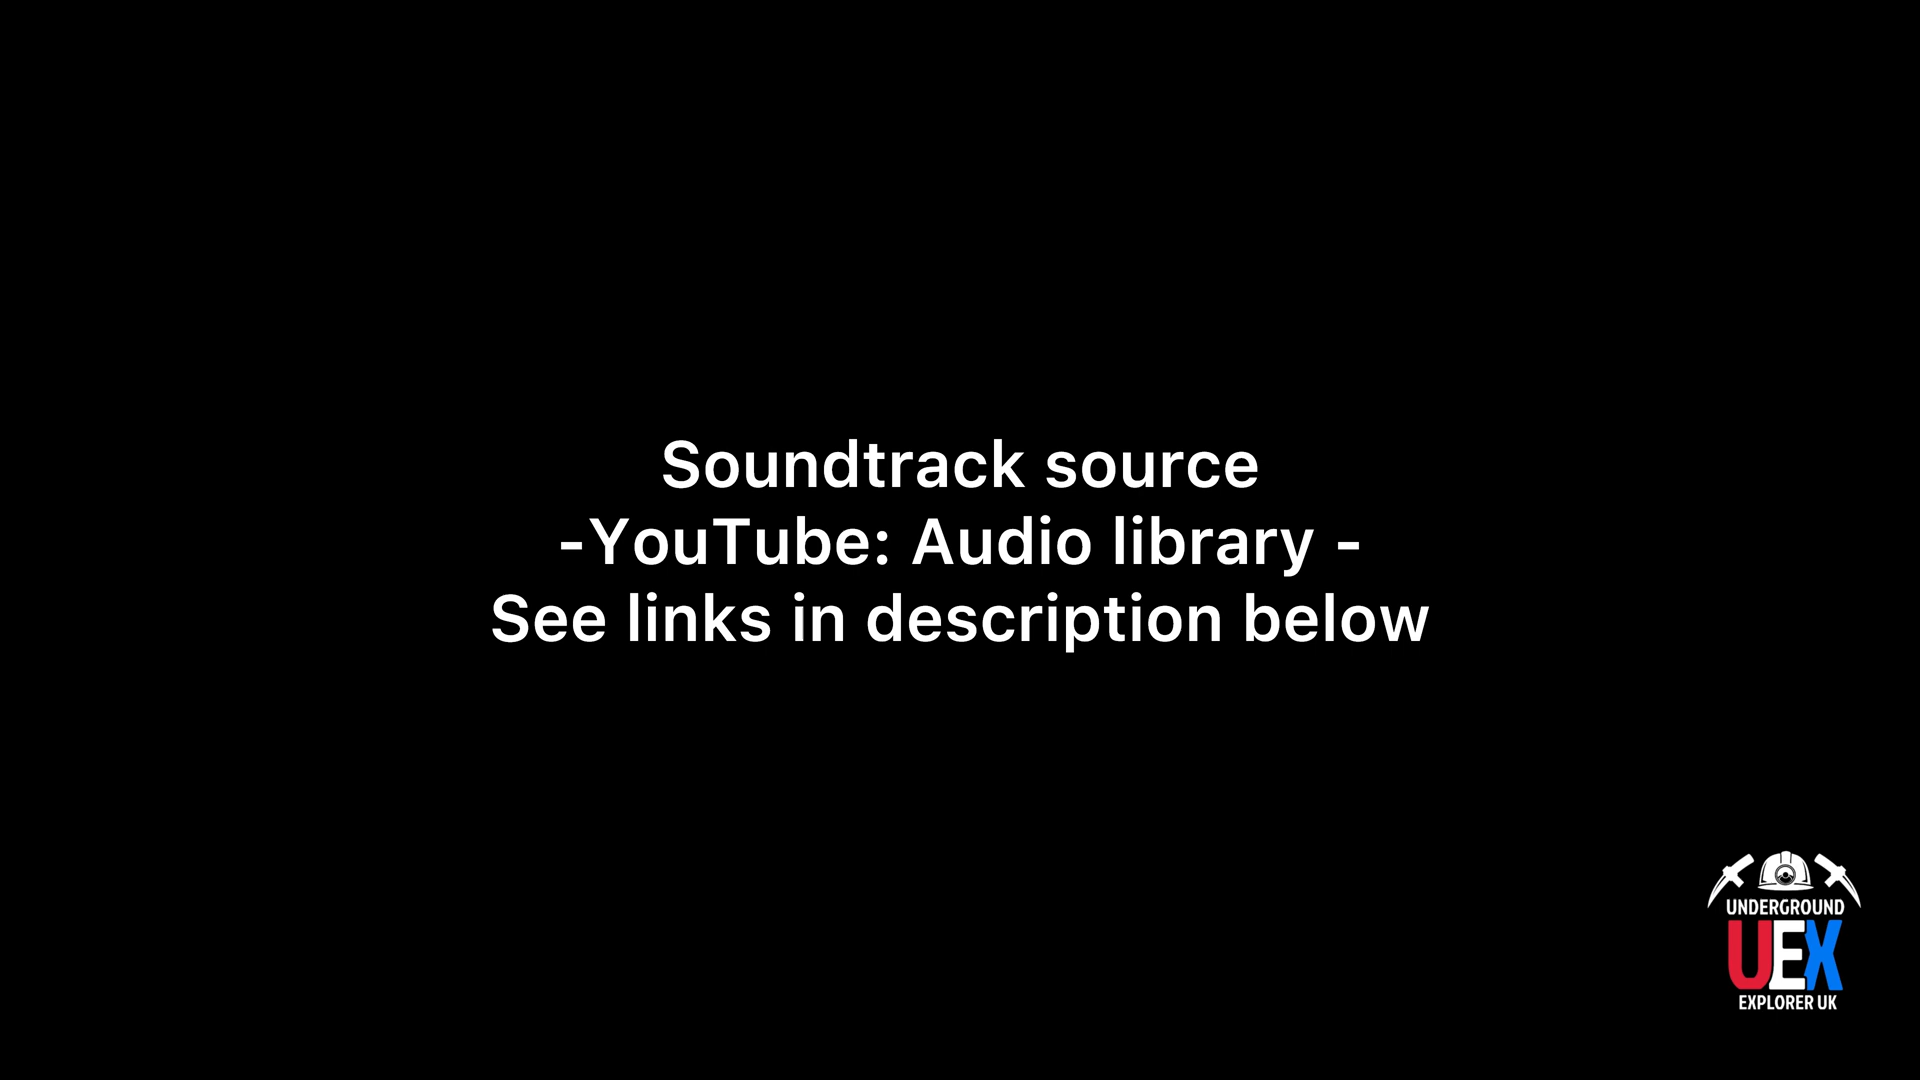 Soundtrack source
-YouTube: Audio library -
See links in description below
UNDERGROUND
UEX
EXPLORER UK